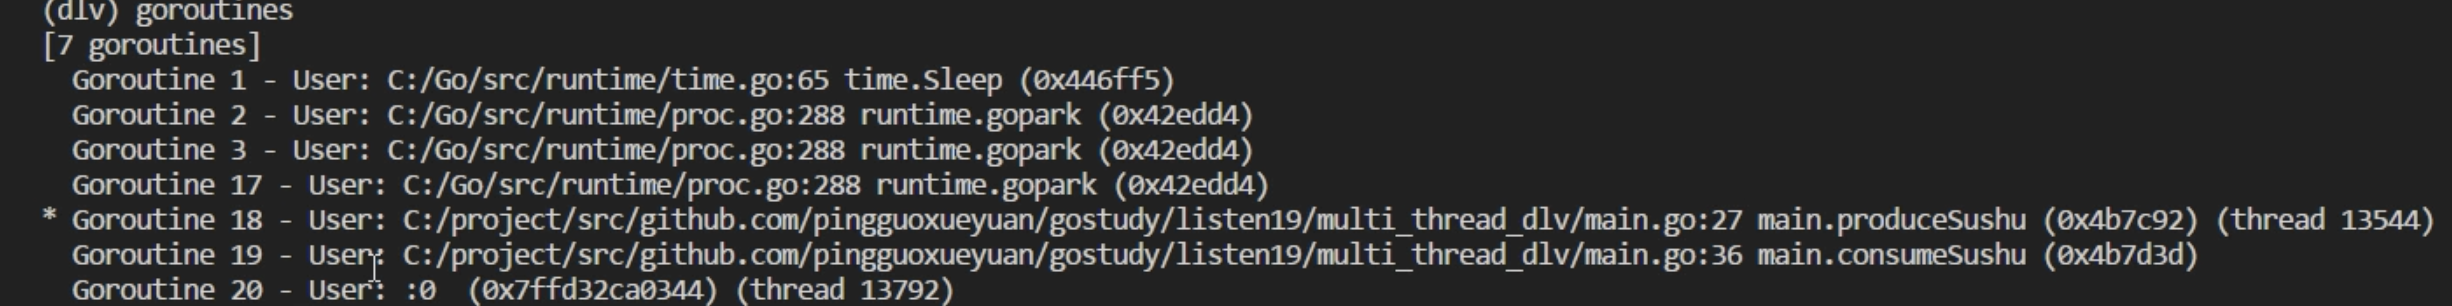 (dlv) goroutines
[7 goroutines]
Goroutine 1 - User: C:/Go/src/runtime/time.go:65 time.Sleep (0x446ff5)
Goroutine 2 - User: C:/Go/src/runtime/proc.go:288 runtime.gopark (0x42edd4)
Goroutine 3 - User: C:/Go/src/runtime/proc.go:288 runtime.gopark (0x42edd4)
Goroutine 17 - User: C:/Go/src/runtime/proc.go:288 runtime.gopark (0x42edd4)
* Goroutine 18 - User: C:/project/src/github.com/pingguoxueyuan/gostudy/listen19/multi_thread_dlv/main.go:27 main.produceSushu (0x4b7c92) (thread 13544)
Goroutine 19 - User: C:/project/src/github.com/pingguoxueyuan/gostudy/listen19/multi_thread_dlv/main.go:36 main.consumeSushu (0x4b7d3d)
Goroutine 20 - User: :0 (0x7ffd32ca0344) (thread 13792)